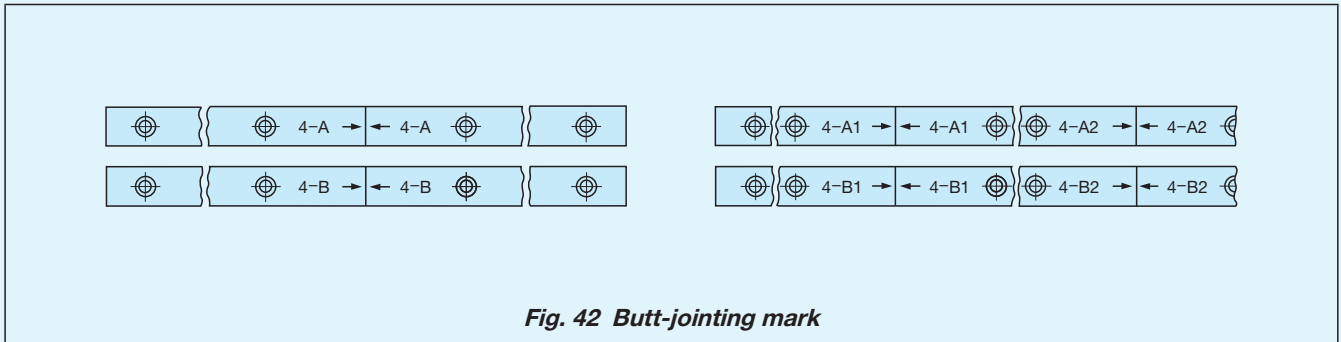 4-A → ← 4-A
4-B → ← 4-B
4-A1 → ← 4-A1 4-A2 → ← 4-A2
4-B1 → ← 4-B1 4-B2 → ← 4-B2
Fig. 42 Butt-jointing mark